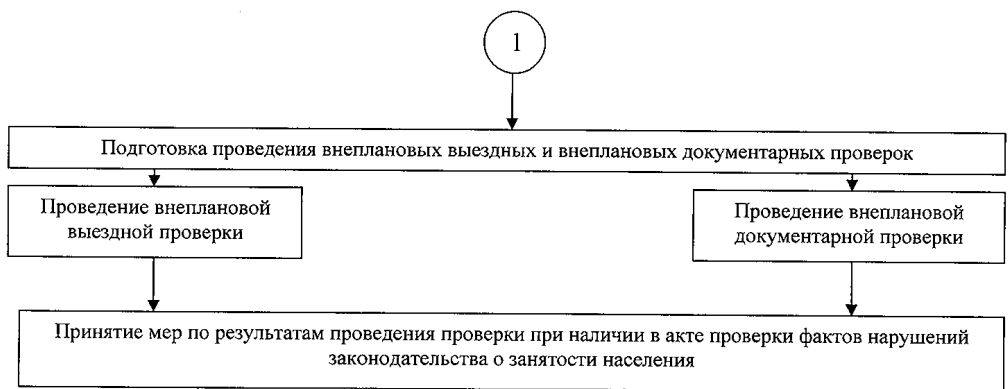 1
Подготовка проведения внеплановых выездных и внеплановых документарных проверок
Проведение внеплановой
выездной проверки
Проведение внеплановой
документарной проверки
Принятие мер по результатам проведения проверки при наличии в акте проверки фактов нарушений
законодательства о занятости населения